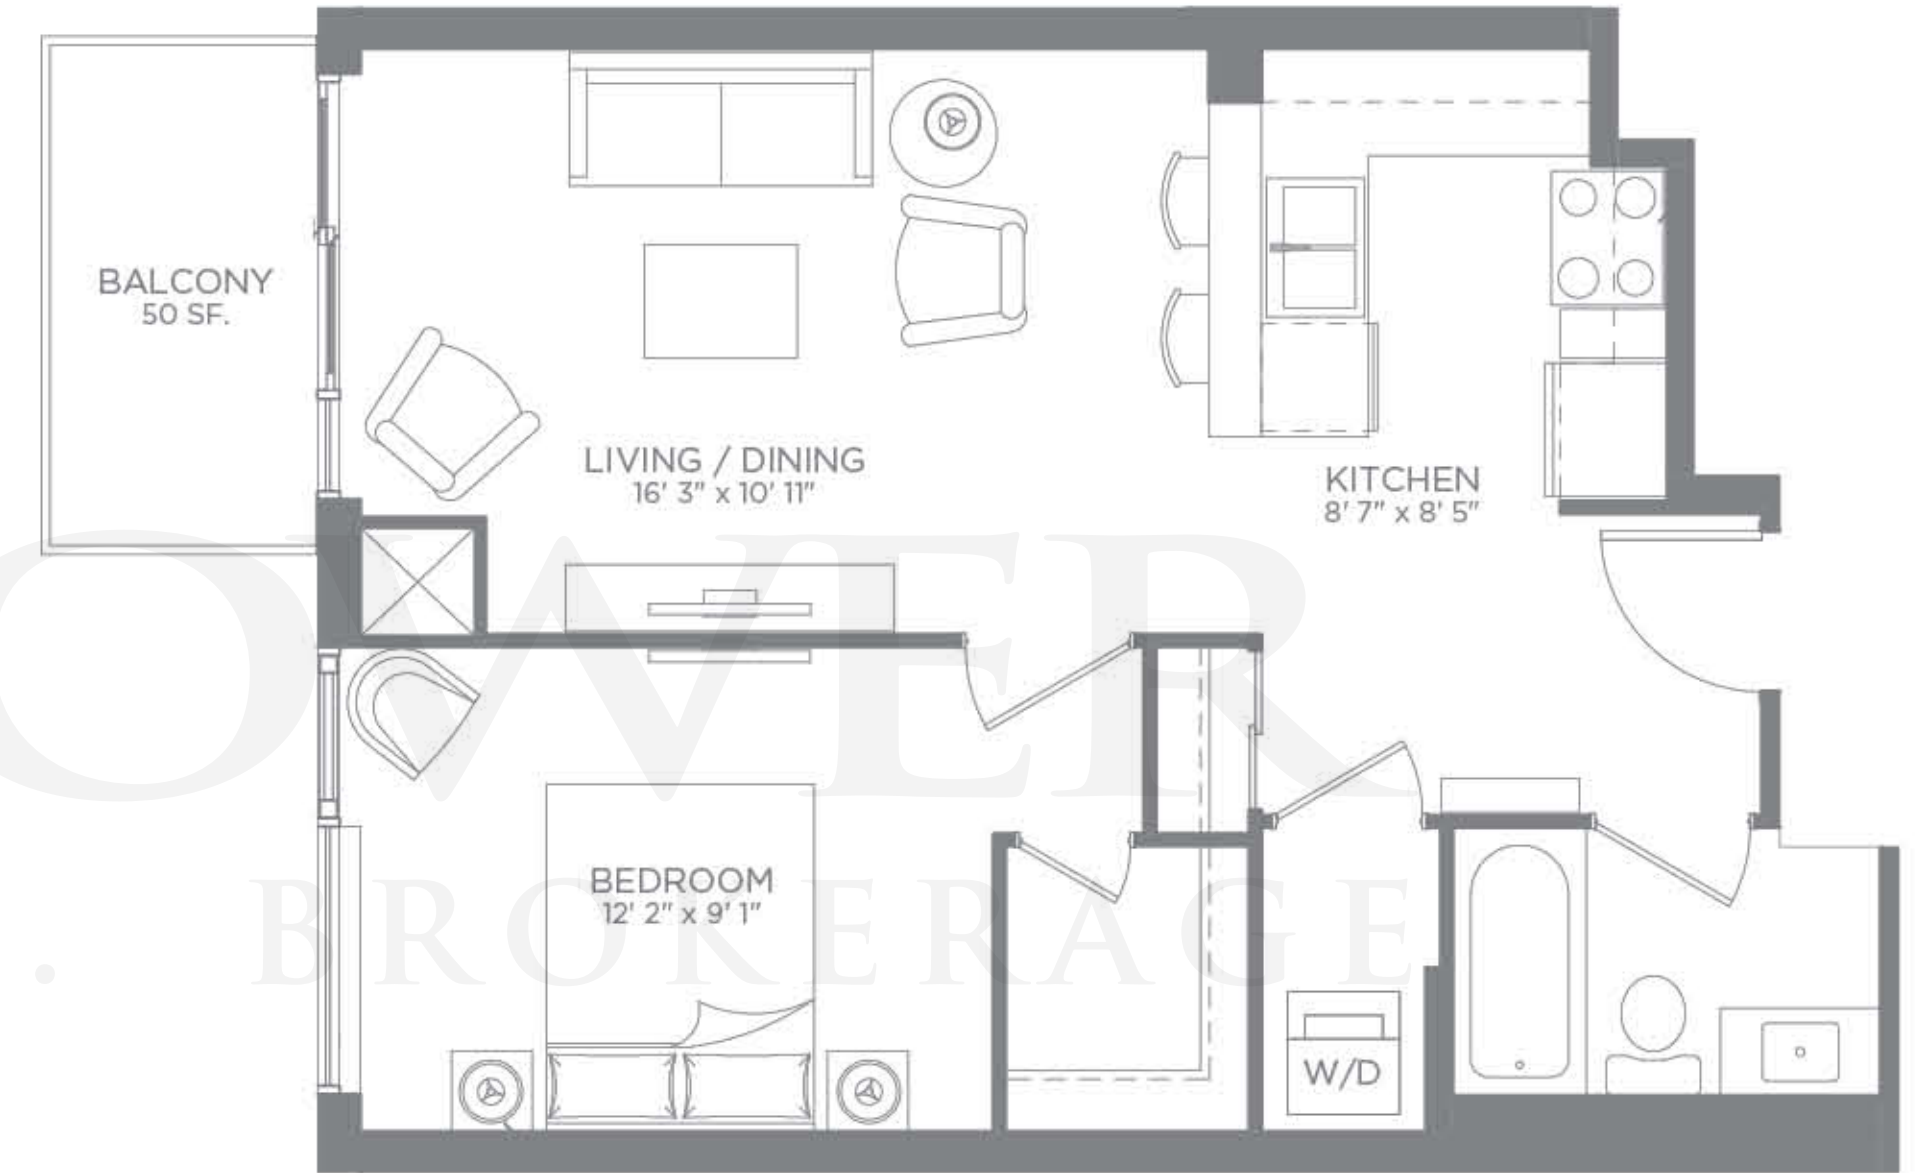 BALCONY
50 SF.
LIVING / DINING
16' 3" x 10' 11"
KITCHEN
8' 7" x 8' 5"
BEDROOM
12' 2" x 9' 1"
W/D
OWER
. BROKERAGE